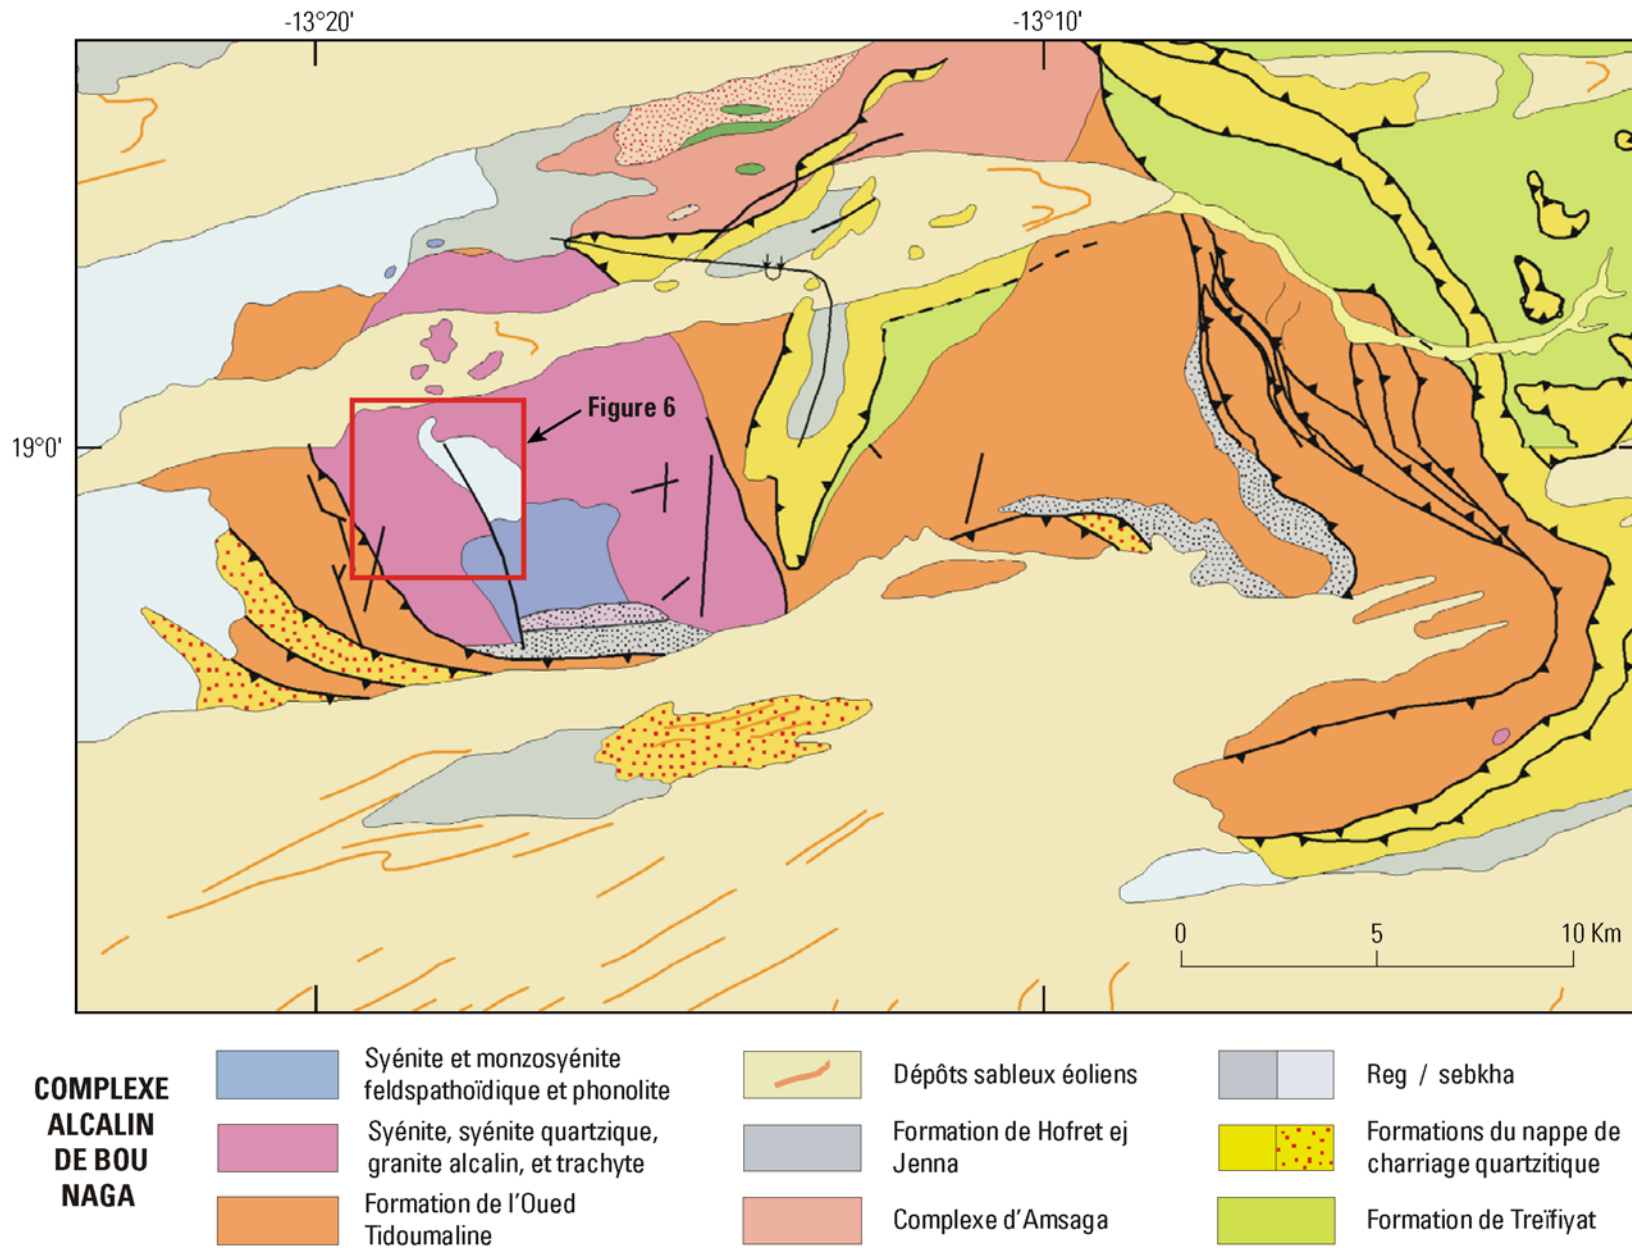 -13°20'
-13°10'
Figure 6
19°0'
0 5 10 Km
COMPLEXE
ALCALIN
DE BOU
NAGA
Syénite et monzosyénite
feldspathoïdique et phonolite
Syénite, syénite quartzique,
granite alcalin, et trachyte
Formation de l'Oued
Tidoumaline
Dépôts sableux éoliens
Formation de Hofret ej
Jenna
Complexe d'Amsaga
Reg / sebkha
Formations du nappe de
charriage quartzitique
Formation de Treïfiyat